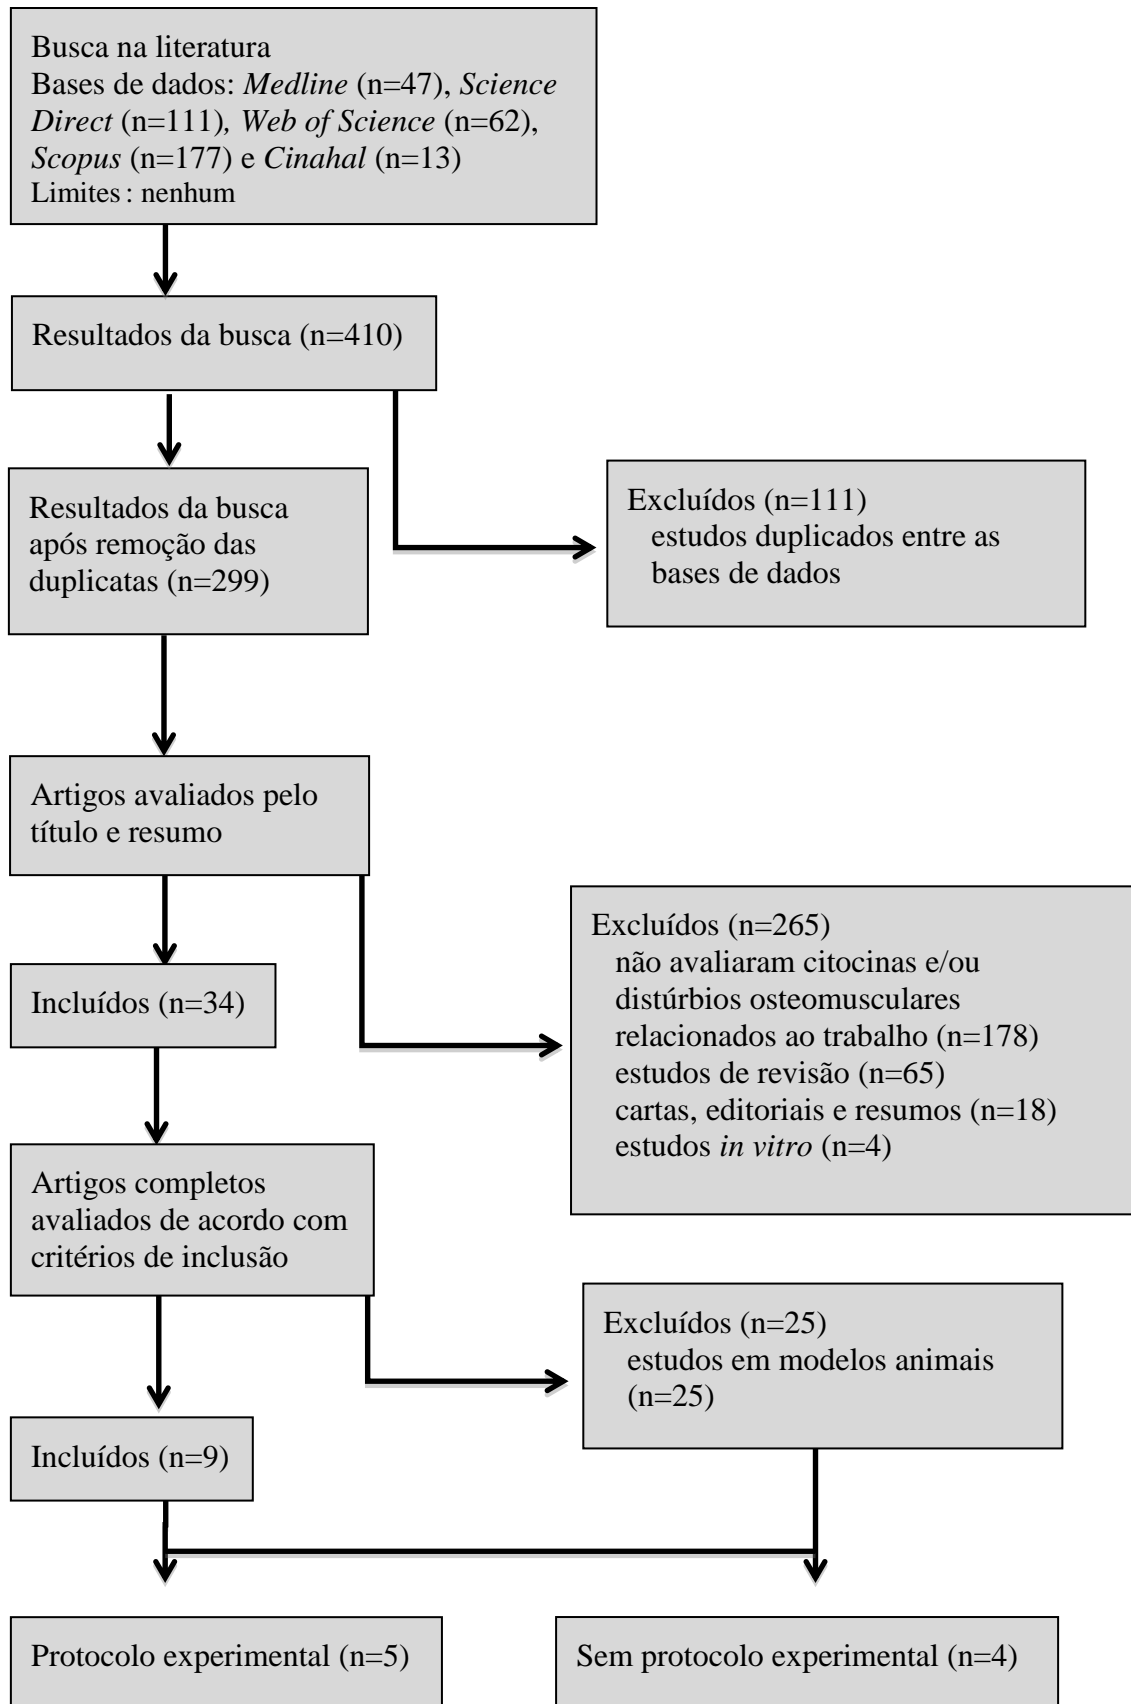 Busca na literatura
Bases de dados: Medline (n=47), Science
Direct (n=111), Web of Science (n=62),
Scopus (n=177) e Cinahal (n=13)
Limites : nenhum
Resultados da busca (n=410)
Resultados da busca
após remoção das
duplicatas (n=299)
Excluídos (n=111)
estudos duplicados entre as
bases de dados
Artigos avaliados pelo
título e resumo
Excluídos (n=265)
não avaliaram citocinas e/ou
distúrbios osteomusculares
relacionados ao trabalho (n=178)
estudos de revisão (n=65)
cartas, editoriais e resumos (n=18)
estudos in vitro (n=4)
Incluídos (n=34)
Artigos completos
avaliados de acordo com
critérios de inclusão
Excluídos (n=25)
estudos em modelos animais
(n=25)
Incluídos (n=9)
Protocolo experimental (n=5)
Sem protocolo experimental (n=4)